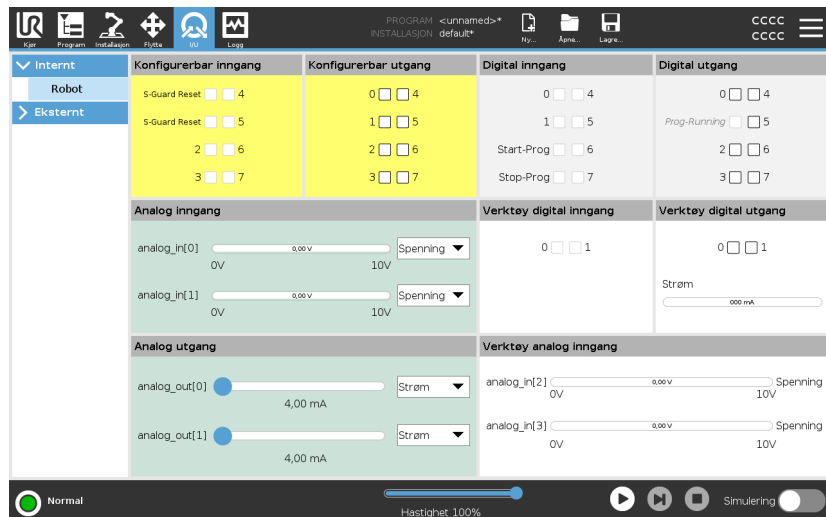 PROGRAM <unnamed>*
INSTALLASJON default*
UR
Kjør Program Installasjon Flytte I/U Logg Ny... Åpne... Lagre...
CCCC
CCCC
Internt
Robot
Eksternt
Konfigurerbar inngang Konfigurerbar utgang Digital inngang Digital utgang
S-Guard Reset 4 0 4 0 4 0 4
S-Guard Reset 5 1 5 1 5 Prog-Running 5
2 6 2 6 Start-Prog 6 2 6
3 7 3 7 Stop-Prog 7 3 7
Analog inngang
analog_in[0] 0,00 V Spenning
0V 10V
analog_in[1] 0,00 V Spenning
0V 10V
Verktøy digital inngang
0 1
Verktøy digital utgang
0 1
Strøm
000 mA
Analog utgang
analog_out[0] Strøm
4,00 mA
analog_out[1] Strøm
4,00 mA
Verktøy analog inngang
analog_in[2] 0,00 V Spenning
0V 10V
analog_in[3] 0,00 V Spenning
0V 10V
Normal
Hastighet 100%
Simulering